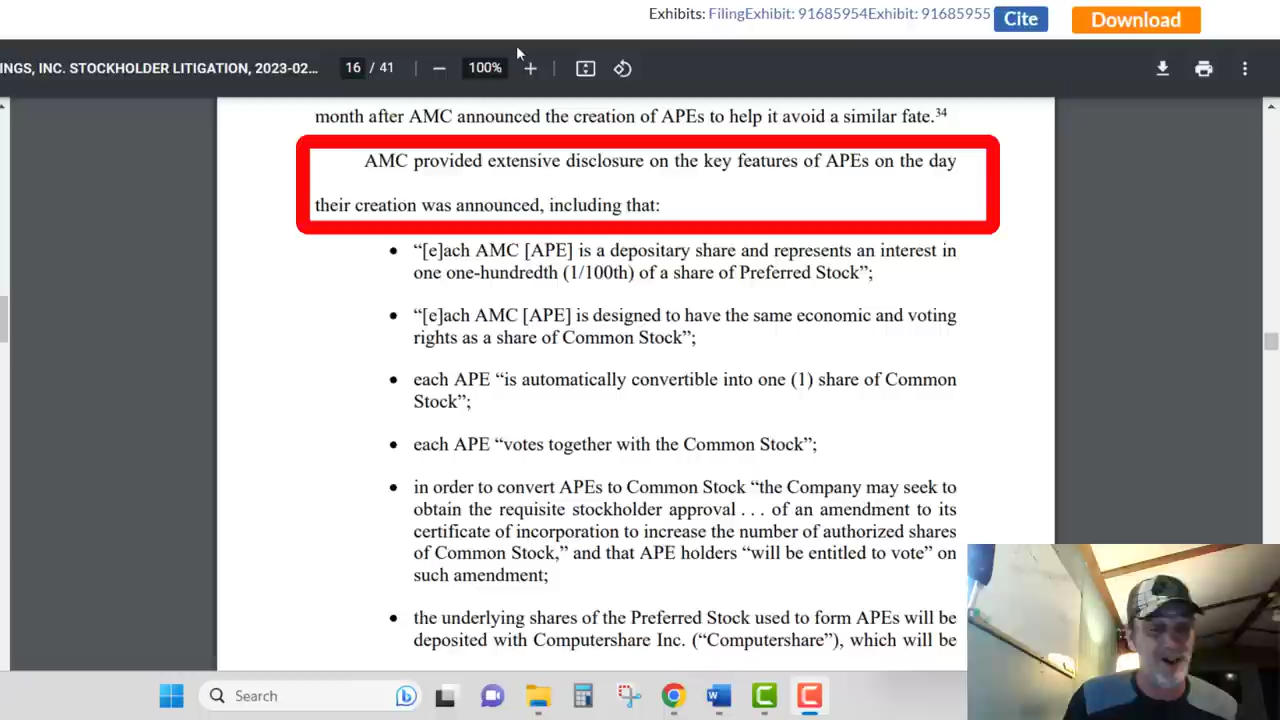 Exhibits: FilingExhibit: 91685954Exhibit: 91685955 Cite Download
INGS, INC. STOCKHOLDER LITIGATION, 2023-02... 16 / 41 100%
month after AMC announced the creation of APEs to help it avoid a similar fate.34
AMC provided extensive disclosure on the key features of APEs on the day
their creation was announced, including that:
• “[e]ach AMC [APE] is a depositary share and represents an interest in
one one-hundredth (1/100th) of a share of Preferred Stock”;
• “[e]ach AMC [APE] is designed to have the same economic and voting
rights as a share of Common Stock”;
• each APE “is automatically convertible into one (1) share of Common
Stock”;
• each APE “votes together with the Common Stock”;
• in order to convert APEs to Common Stock “the Company may seek to
obtain the requisite stockholder approval . . . of an amendment to its
certificate of incorporation to increase the number of authorized shares
of Common Stock,” and that APE holders “will be entitled to vote” on
such amendment;
• the underlying shares of the Preferred Stock used to form APEs will be
deposited with Computershare Inc. (“Computershare”), which will be
Search